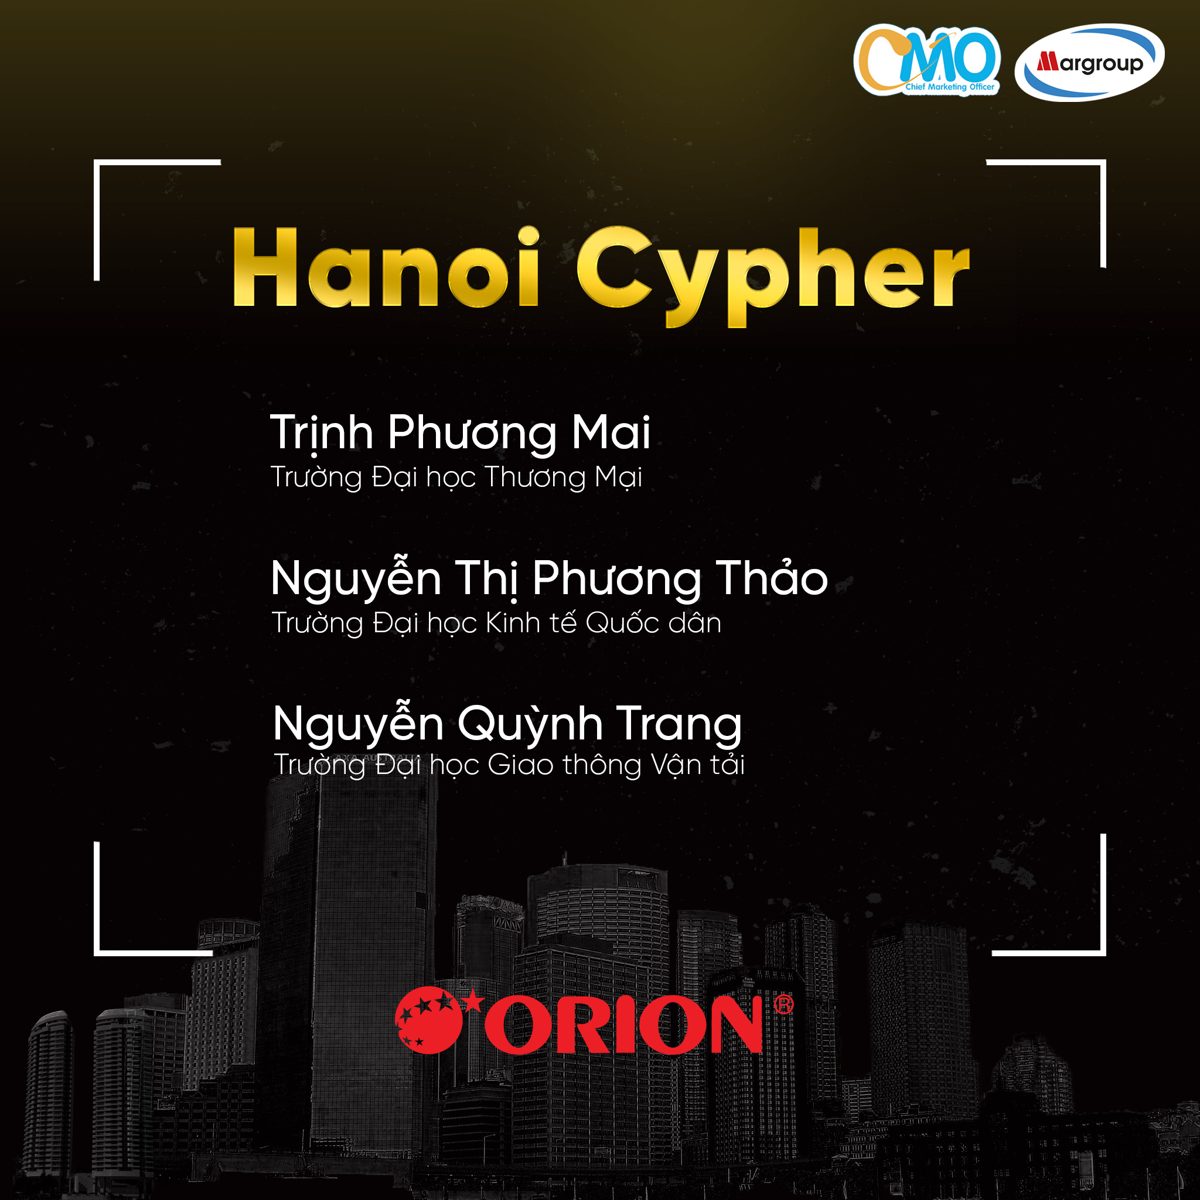 CMO
Chief Marketing Officer
Margroup
Hanoi Cypher
Trịnh Phương Mai
Trường Đại học Thương Mại
Nguyễn Thị Phương Thảo
Trường Đại học Kinh tế Quốc dân
Nguyễn Quỳnh Trang
Trường Đại học Giao thông Vận tải
ORION®